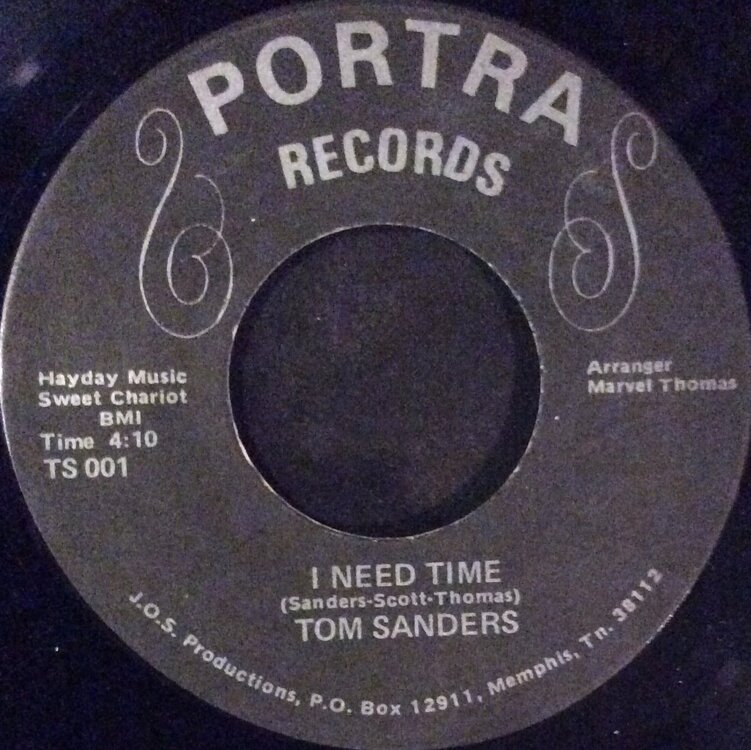 PORTRA
RECORDS
Hayday Music
Sweet Chariot
BMI
Time 4:10
TS 001
Arranger
Marvel Thomas
I NEED TIME
(Sanders-Scott-Thomas)
TOM SANDERS
J.O.S. Productions, P.O. Box 12911, Memphis, Tn. 38112